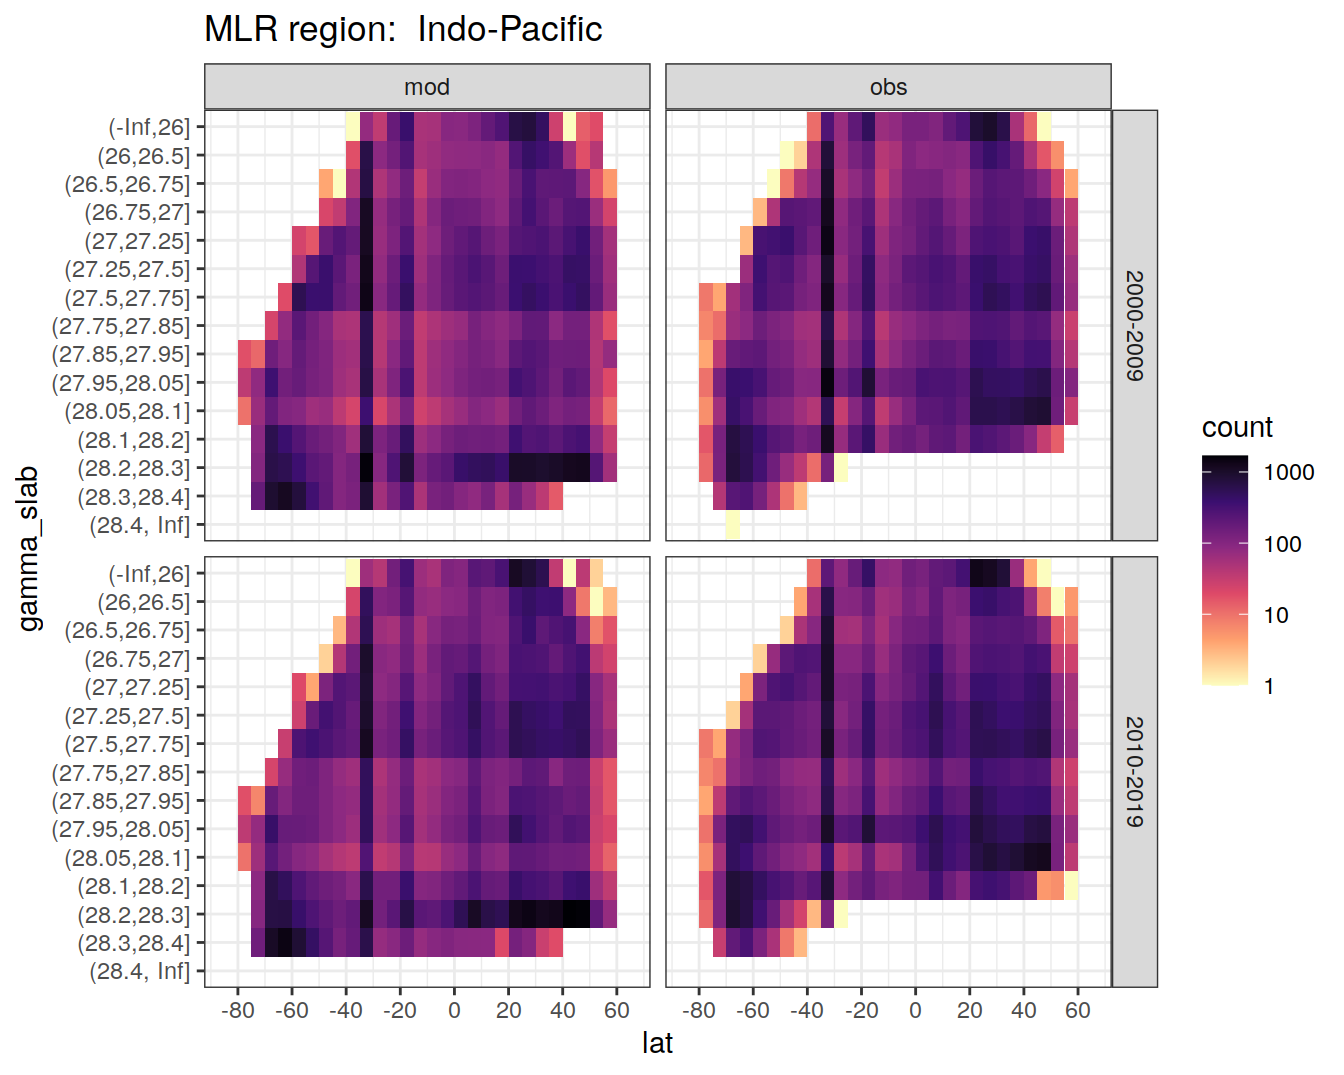 MLR region:  Indo-Pacific
mod
obs
(-Inf,26]
(26,26.5]
(26.5,26.75]
(26.75,27]
(27,27.25]
(27.25,27.5]
(27.5,27.75]
(27.75,27.85]
(27.85,27.95]
(27.95,28.05]
(28.05,28.1]
(28.1,28.2]
(28.2,28.3]
(28.3,28.4]
(28.4, Inf]
2000-2009
(-Inf,26]
(26,26.5]
(26.5,26.75]
(26.75,27]
(27,27.25]
(27.25,27.5]
(27.5,27.75]
(27.75,27.85]
(27.85,27.95]
(27.95,28.05]
(28.05,28.1]
(28.1,28.2]
(28.2,28.3]
(28.3,28.4]
(28.4, Inf]
2010-2019
gamma_slab
-80 -60 -40 -20 0 20 40 60
-80 -60 -40 -20 0 20 40 60
lat
count
1000
100
10
1